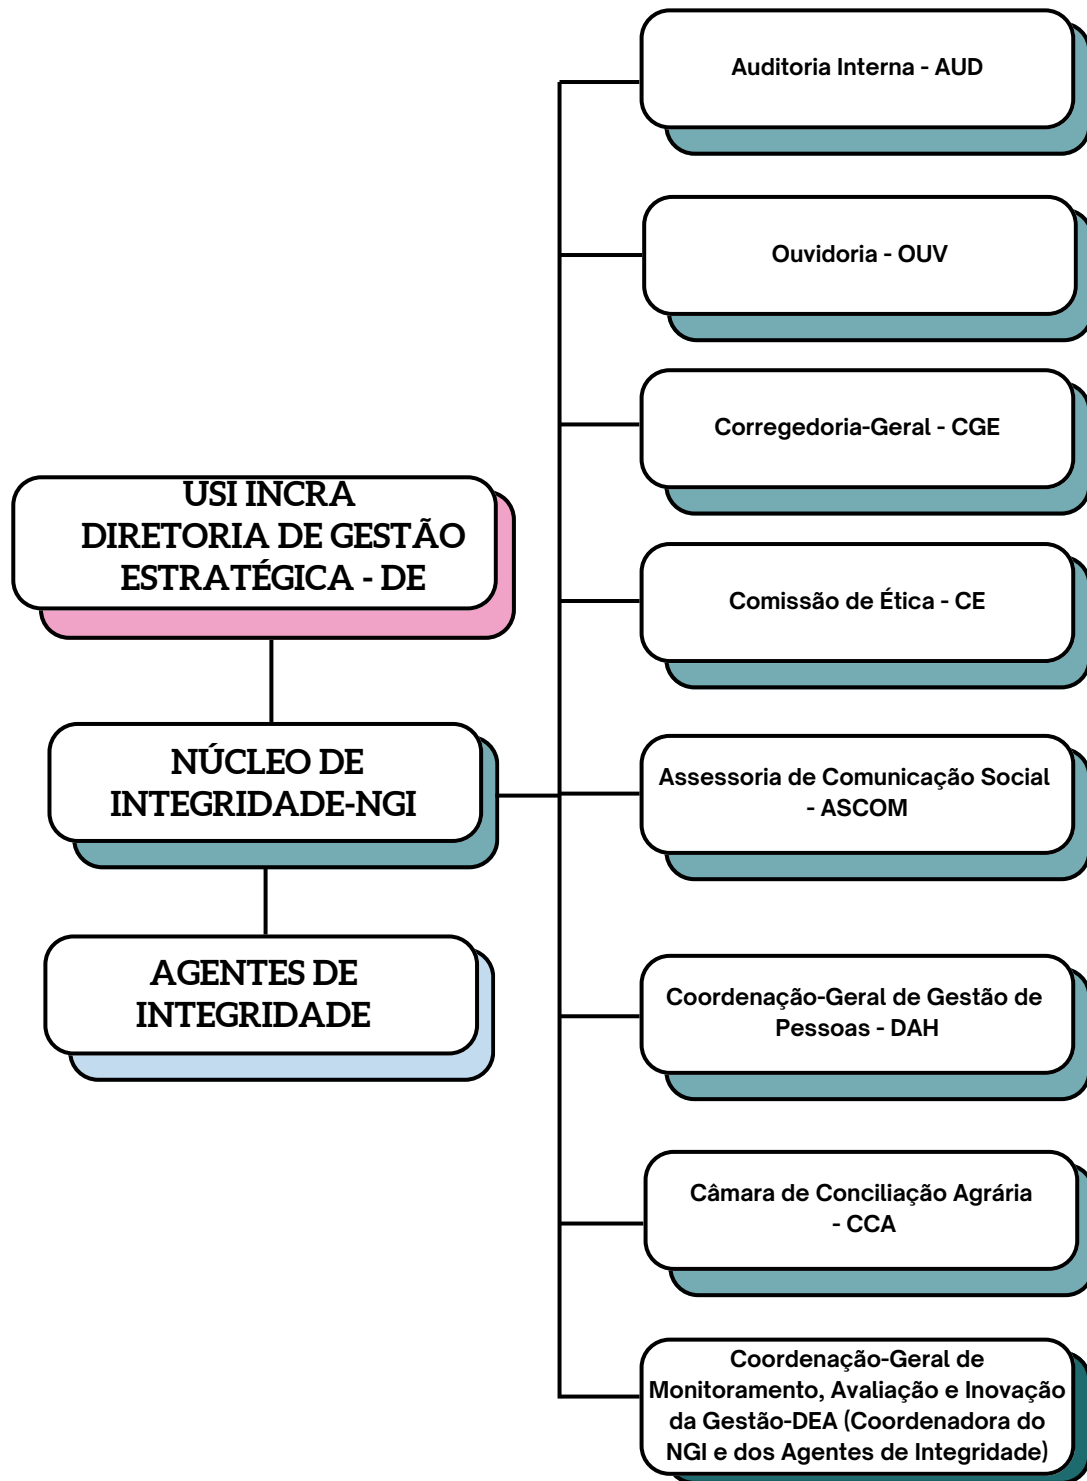 Auditoria Interna - AUD
Ouvidoria - OUV
Corregedoria-Geral - CGE
USI INCRA
DIRETORIA DE GESTÃO
ESTRATÉGICA - DE
Comissão de Ética - CE
NÚCLEO DE
INTEGRIDADE-NGI
Assessoria de Comunicação Social
- ASCOM
AGENTES DE
INTEGRIDADE
Coordenação-Geral de Gestão de
Pessoas - DAH
Câmara de Conciliação Agrária
- CCA
Coordenação-Geral de
Monitoramento, Avaliação e Inovação
da Gestão-DEA (Coordenadora do
NGI e dos Agentes de Integridade)